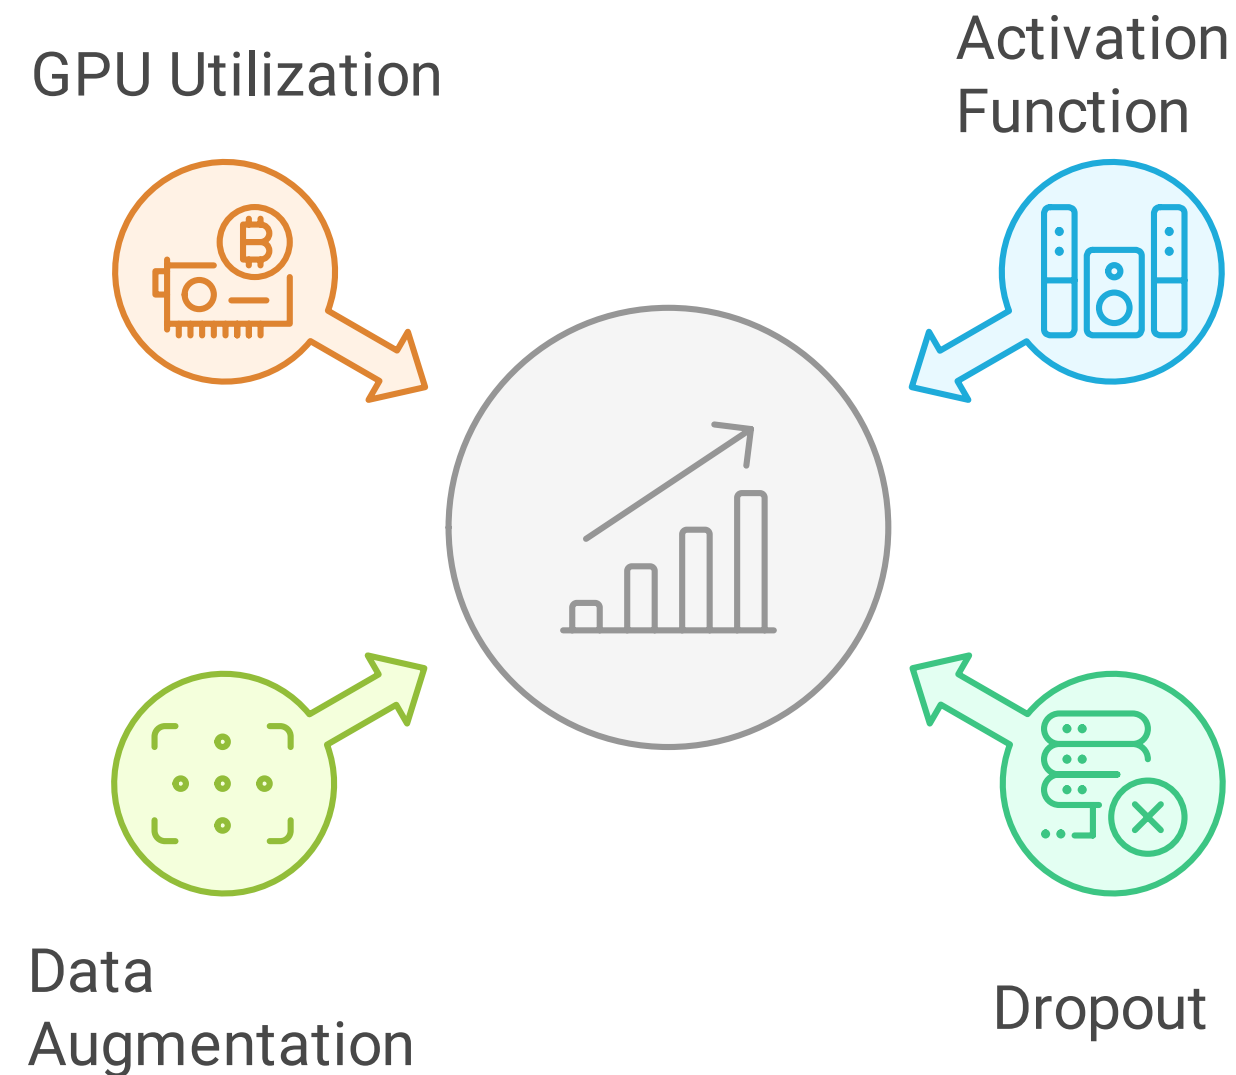 GPU Utilization
Activation
Function
Data
Augmentation
Dropout